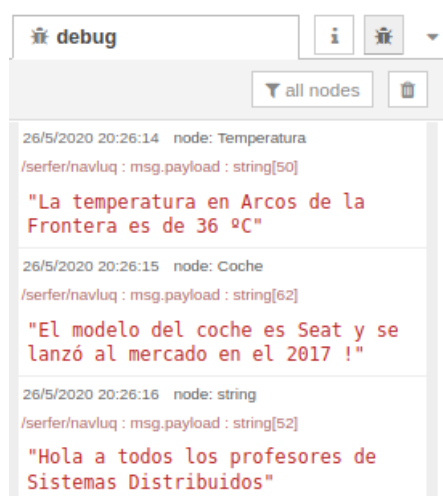 debug
i
all nodes
26/5/2020 20:26:14 node: Temperatura
/serfer/navluq : msg.payload : string[50]
"La temperatura en Arcos de la
Frontera es de 36 ºC"
26/5/2020 20:26:15 node: Coche
/serfer/navluq : msg.payload : string[62]
"El modelo del coche es Seat y se
lanzó al mercado en el 2017 !"
26/5/2020 20:26:16 node: string
/serfer/navluq : msg.payload : string[52]
"Hola a todos los profesores de
Sistemas Distribuidos"